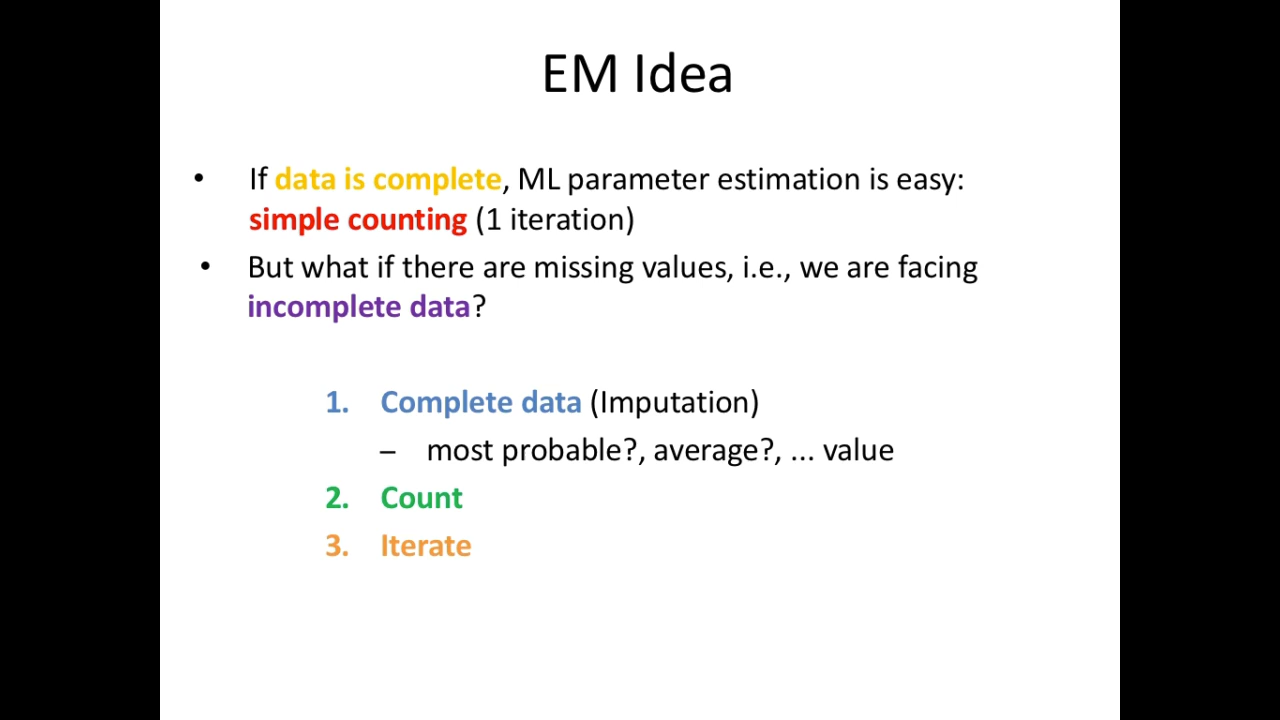 EM Idea
• If data is complete, ML parameter estimation is easy:
simple counting (1 iteration)
• But what if there are missing values, i.e., we are facing
incomplete data?
1. Complete data (Imputation)
– most probable?, average?, ... value
2. Count
3. Iterate